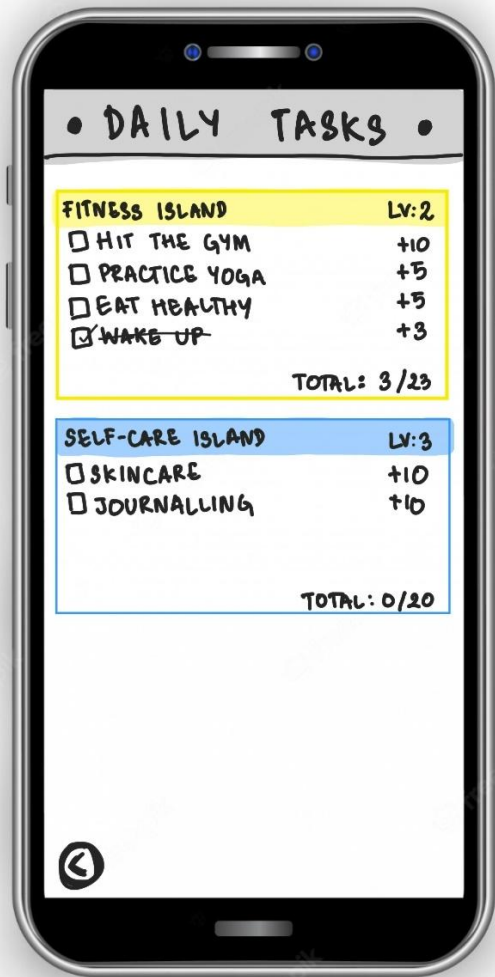 • DAILY TASKS •
FITNESS ISLAND LV:2
HIT THE GYM +10
PRACTICE YOGA +5
EAT HEALTHY +5
WAKE UP +3
TOTAL: 3/23
SELF-CARE ISLAND LV:3
SKINCARE +10
JOURNALLING +10
TOTAL: 0/20